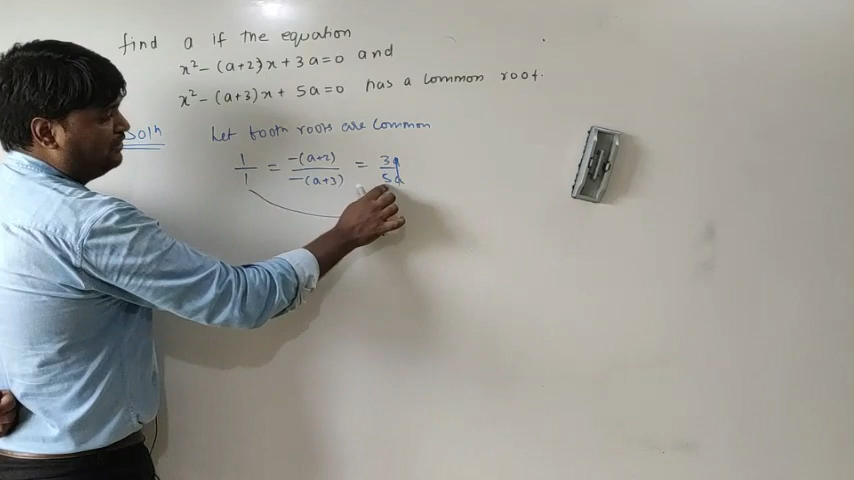 find a if the equation
x² - (a+2)x + 3a = 0 and
x² - (a+3)x + 5a = 0 has a common root.
Solⁿ Let both roots are common
1/1 = -(a+2)/-(a+3) = 3a/5a